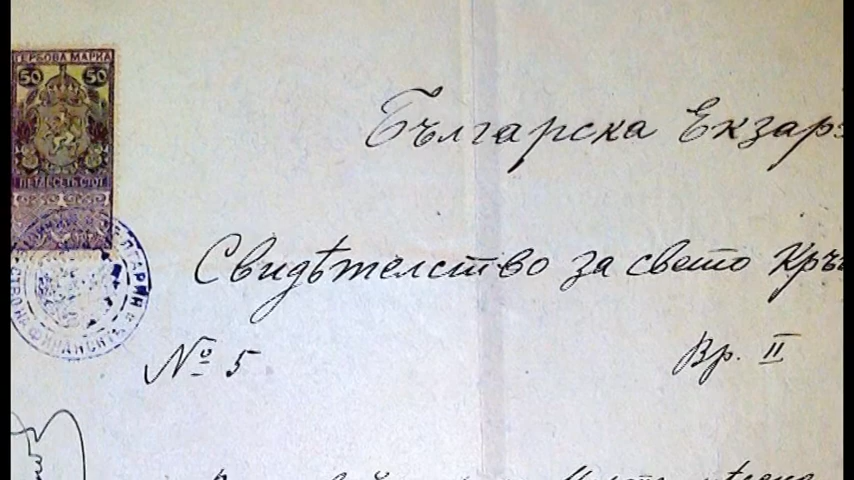 ГЕРБОВА МАРКА
50 50
ПЕТДЕСЕТЬ СТОТ.
Българска Екзар
Свидѣтелство за свето Кръ
№ 5
Вр. II